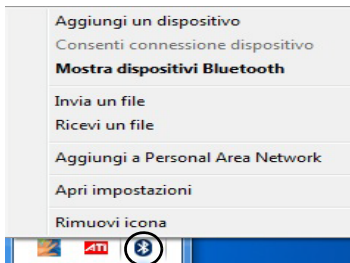 Aggiungi un dispositivo
Consenti connessione dispositivo
Mostra dispositivi Bluetooth
Invia un file
Ricevi un file
Aggiungi a Personal Area Network
Apri impostazioni
Rimuovi icona
ATI